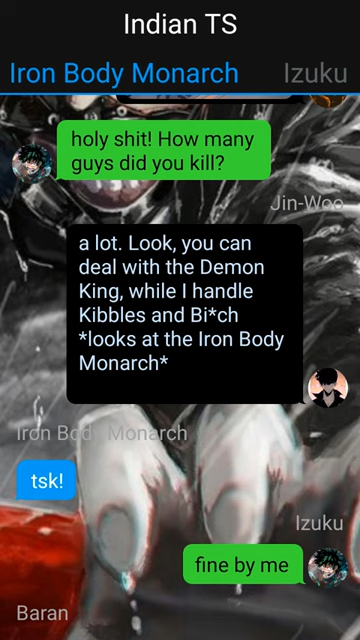 Indian TS
Iron Body Monarch Izuku
holy shit! How many
guys did you kill?
Jin-Woo
a lot. Look, you can
deal with the Demon
King, while I handle
Kibbles and Bi*ch
*looks at the Iron Body
Monarch*
Iron Body Monarch
tsk!
Izuku
fine by me
Baran